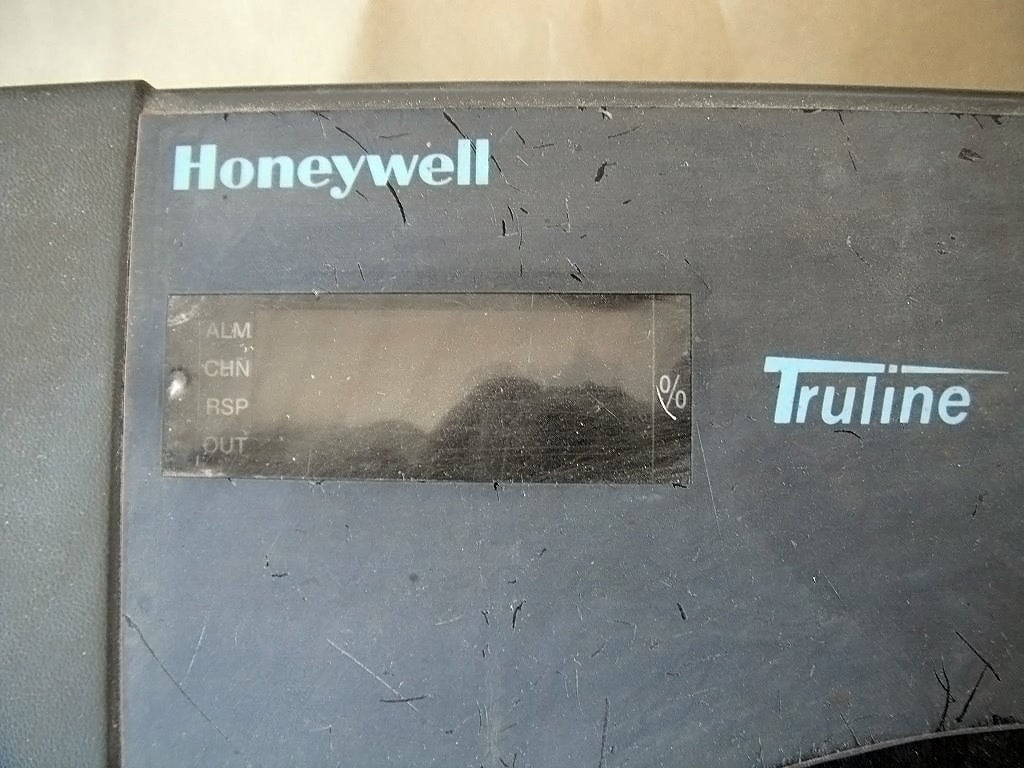 Honeywell
ALM
CHN
RSP
OUT
%
Truline